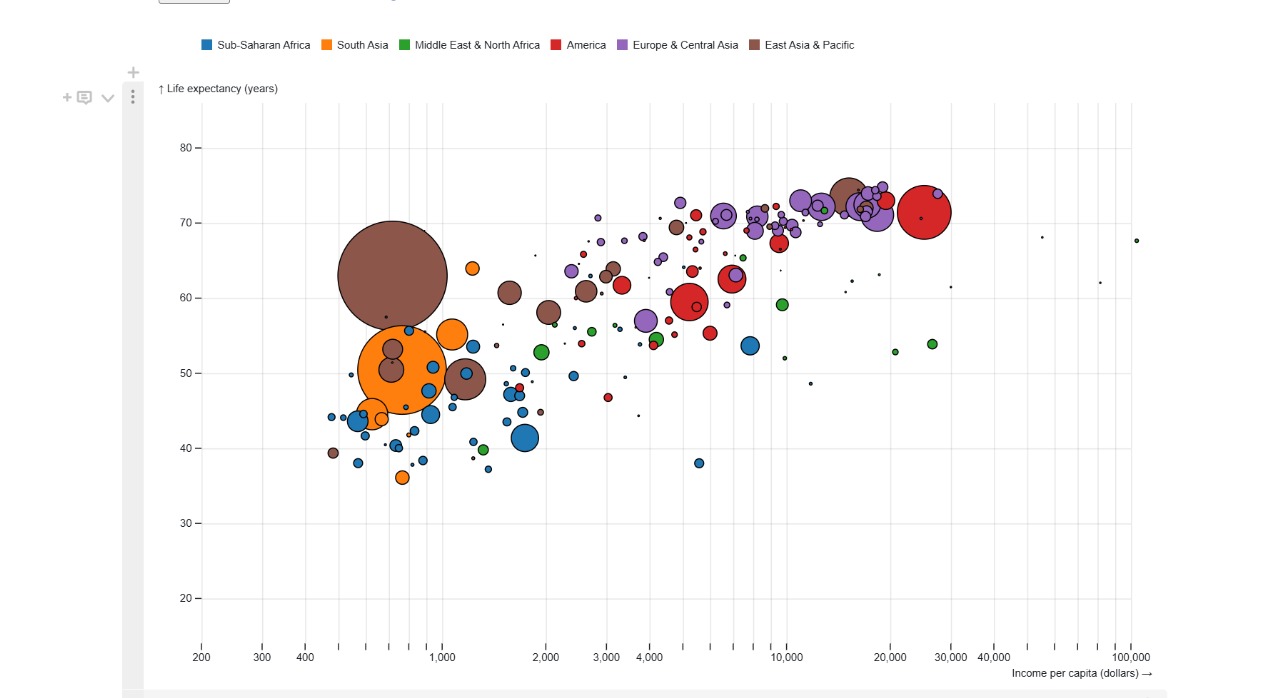 Sub-Saharan Africa South Asia Middle East & North Africa America Europe & Central Asia East Asia & Pacific
↑ Life expectancy (years)
80
70
60
50
40
30
20
200 300 400 1,000 2,000 3,000 4,000 10,000 20,000 30,000 40,000 100,000
Income per capita (dollars) →